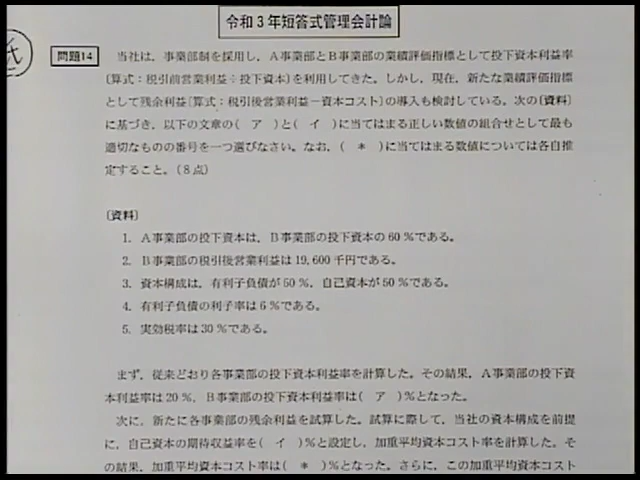 令和3年短答式管理会計論
問題14 当社は，事業部制を採用し，A事業部とB事業部の業績評価指標として投下資本利益率
〔算式：税引前営業利益÷投下資本〕を利用してきた。しかし，現在，新たな業績評価指標
として残余利益〔算式：税引後営業利益－資本コスト〕の導入も検討している。次の〔資料〕
に基づき，以下の文章の（ ア ）と（ イ ）に当てはまる正しい数値の組合せとして最も
適切なものの番号を一つ選びなさい。なお，（ ＊ ）に当てはまる数値については各自推
定すること。（8点）
〔資料〕
1. A事業部の投下資本は，B事業部の投下資本の60％である。
2. B事業部の税引後営業利益は19,600千円である。
3. 資本構成は，有利子負債が50％，自己資本が50％である。
4. 有利子負債の利子率は6％である。
5. 実効税率は30％である。
まず，従来どおり各事業部の投下資本利益率を計算した。その結果，A事業部の投下資
本利益率は20％，B事業部の投下資本利益率は（ ア ）％となった。
次に，新たに各事業部の残余利益を試算した。試算に際して，当社の資本構成を前提
に，自己資本の期待収益率を（ イ ）％と設定し，加重平均資本コスト率を計算した。そ
の結果，加重平均資本コスト率は（ ＊ ）％となった。さらに，この加重平均資本コスト